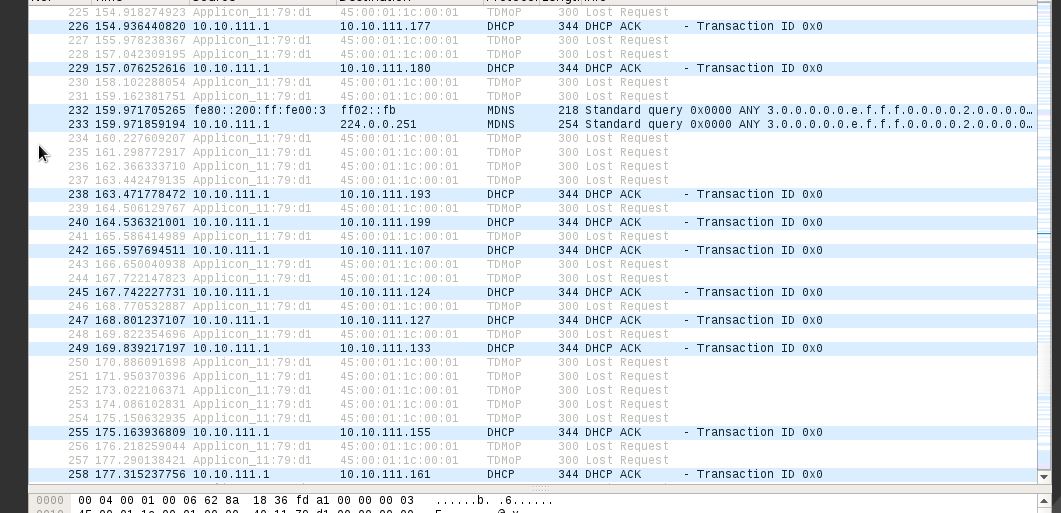 225 154.918274923 Applicon_11:79:d1 45:00:01:1c:00:01 TDMoP 300 Lost Request
226 154.936440820 10.10.111.1 10.10.111.177 DHCP 344 DHCP ACK - Transaction ID 0x0
227 155.978238367 Applicon_11:79:d1 45:00:01:1c:00:01 TDMoP 300 Lost Request
228 157.042309195 Applicon_11:79:d1 45:00:01:1c:00:01 TDMoP 300 Lost Request
229 157.076252616 10.10.111.1 10.10.111.180 DHCP 344 DHCP ACK - Transaction ID 0x0
230 158.102288054 Applicon_11:79:d1 45:00:01:1c:00:01 TDMoP 300 Lost Request
231 159.162381751 Applicon_11:79:d1 45:00:01:1c:00:01 TDMoP 300 Lost Request
232 159.971705265 fe80::200:ff:fe00:3 ff02::fb MDNS 218 Standard query 0x0000 ANY 3.0.0.0.0.0.e.f.f.f.0.0.0.0.2.0.0.0.0…
233 159.971859194 10.10.111.1 224.0.0.251 MDNS 254 Standard query 0x0000 ANY 3.0.0.0.0.0.e.f.f.f.0.0.0.0.2.0.0.0.0…
234 160.227609207 Applicon_11:79:d1 45:00:01:1c:00:01 TDMoP 300 Lost Request
235 161.298772917 Applicon_11:79:d1 45:00:01:1c:00:01 TDMoP 300 Lost Request
236 162.366333710 Applicon_11:79:d1 45:00:01:1c:00:01 TDMoP 300 Lost Request
237 163.442479135 Applicon_11:79:d1 45:00:01:1c:00:01 TDMoP 300 Lost Request
238 163.471778472 10.10.111.1 10.10.111.193 DHCP 344 DHCP ACK - Transaction ID 0x0
239 164.506129767 Applicon_11:79:d1 45:00:01:1c:00:01 TDMoP 300 Lost Request
240 164.536321001 10.10.111.1 10.10.111.199 DHCP 344 DHCP ACK - Transaction ID 0x0
241 165.586414989 Applicon_11:79:d1 45:00:01:1c:00:01 TDMoP 300 Lost Request
242 165.597694511 10.10.111.1 10.10.111.107 DHCP 344 DHCP ACK - Transaction ID 0x0
243 166.650040938 Applicon_11:79:d1 45:00:01:1c:00:01 TDMoP 300 Lost Request
244 167.722147823 Applicon_11:79:d1 45:00:01:1c:00:01 TDMoP 300 Lost Request
245 167.742227731 10.10.111.1 10.10.111.124 DHCP 344 DHCP ACK - Transaction ID 0x0
246 168.770532887 Applicon_11:79:d1 45:00:01:1c:00:01 TDMoP 300 Lost Request
247 168.801237107 10.10.111.1 10.10.111.127 DHCP 344 DHCP ACK - Transaction ID 0x0
248 169.822354696 Applicon_11:79:d1 45:00:01:1c:00:01 TDMoP 300 Lost Request
249 169.839217197 10.10.111.1 10.10.111.133 DHCP 344 DHCP ACK - Transaction ID 0x0
250 170.886091698 Applicon_11:79:d1 45:00:01:1c:00:01 TDMoP 300 Lost Request
251 171.950370396 Applicon_11:79:d1 45:00:01:1c:00:01 TDMoP 300 Lost Request
252 173.022106371 Applicon_11:79:d1 45:00:01:1c:00:01 TDMoP 300 Lost Request
253 174.086102831 Applicon_11:79:d1 45:00:01:1c:00:01 TDMoP 300 Lost Request
254 175.150632935 Applicon_11:79:d1 45:00:01:1c:00:01 TDMoP 300 Lost Request
255 175.163936809 10.10.111.1 10.10.111.155 DHCP 344 DHCP ACK - Transaction ID 0x0
256 176.218259044 Applicon_11:79:d1 45:00:01:1c:00:01 TDMoP 300 Lost Request
257 177.290138421 Applicon_11:79:d1 45:00:01:1c:00:01 TDMoP 300 Lost Request
258 177.315237756 10.10.111.1 10.10.111.161 DHCP 344 DHCP ACK - Transaction ID 0x0
0000 00 04 00 01 00 06 62 8a 18 36 fd a1 00 00 00 03 ......b. .6......